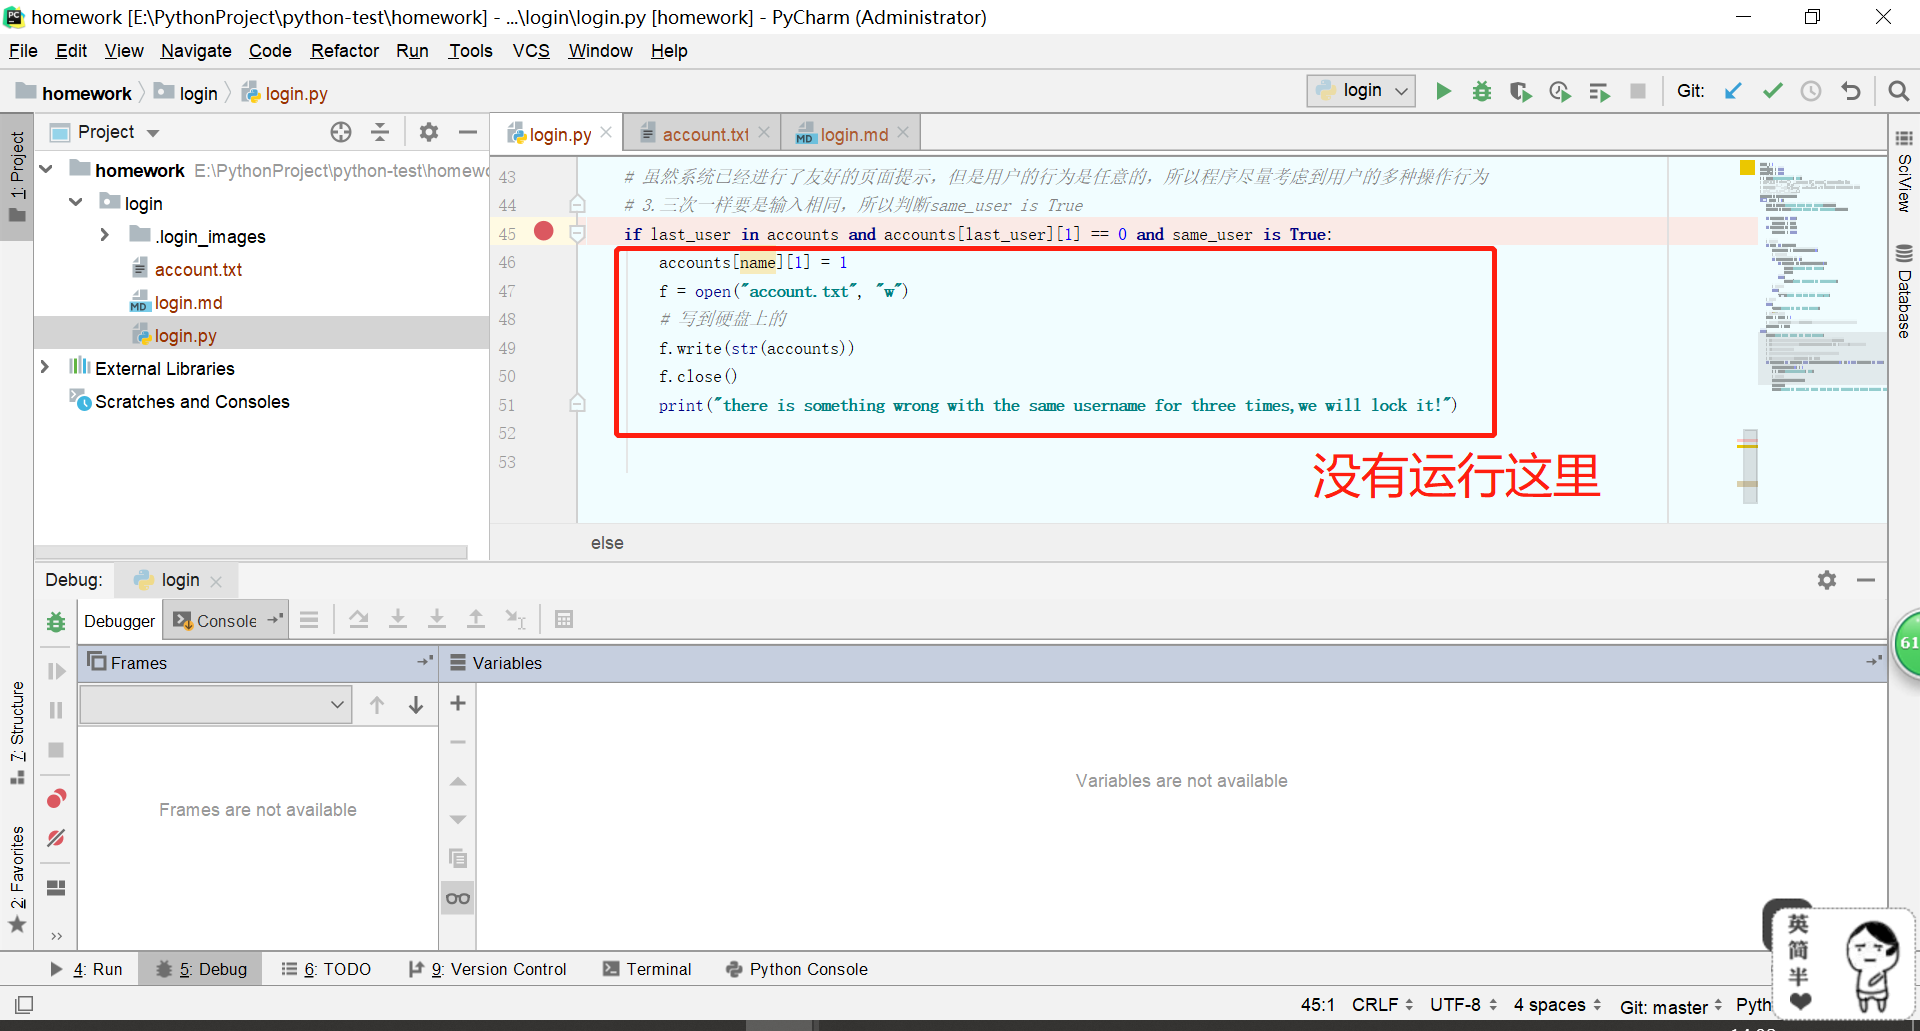 homework [E:\PythonProject\python-test\homework] - ...\login\login.py [homework] - PyCharm (Administrator)
File Edit View Navigate Code Refactor Run Tools VCS Window Help
homework login login.py
login
Git:
1: Project
Project
login.py
account.txt
login.md
homework E:\PythonProject\python-test\homewo
login
.login_images
account.txt
login.md
login.py
External Libraries
Scratches and Consoles
43 # 虽然系统已经进行了友好的页面提示，但是用户的行为是任意的，所以程序尽量考虑到用户的多种操作行为
44 # 3.三次一样要是输入相同，所以判断same_user is True
45 if last_user in accounts and accounts[last_user][1] == 0 and same_user is True:
46 accounts[name][1] = 1
47 f = open("account.txt", "w")
48 # 写到硬盘上的
49 f.write(str(accounts))
50 f.close()
51 print("there is something wrong with the same username for three times,we will lock it!")
52
53
没有运行这里
else
SciView
Database
Debug: login
Debugger Console
Frames
Variables
Frames are not available
Variables are not available
7: Structure
2: Favorites
61
4: Run 5: Debug 6: TODO 9: Version Control Terminal Python Console
45:1 CRLF UTF-8 4 spaces Git: master Pyth
英
简
半